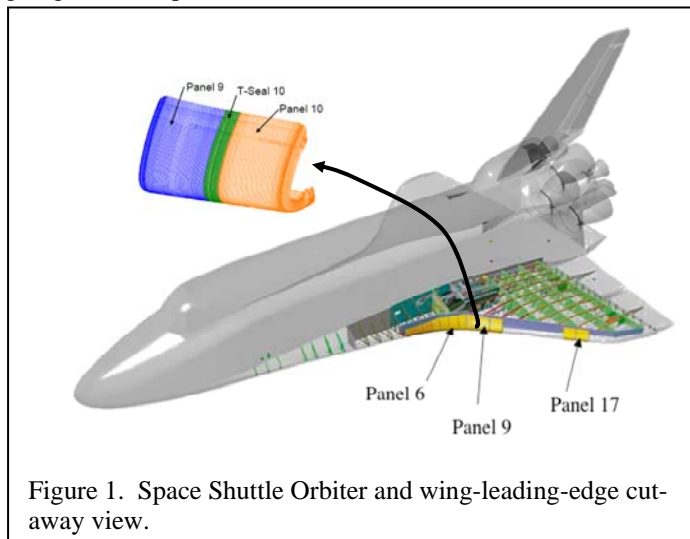 Panel 9
T-Seal 10
Panel 10
Panel 6
Panel 9
Panel 17
Figure 1. Space Shuttle Orbiter and wing-leading-edge cut-
away view.